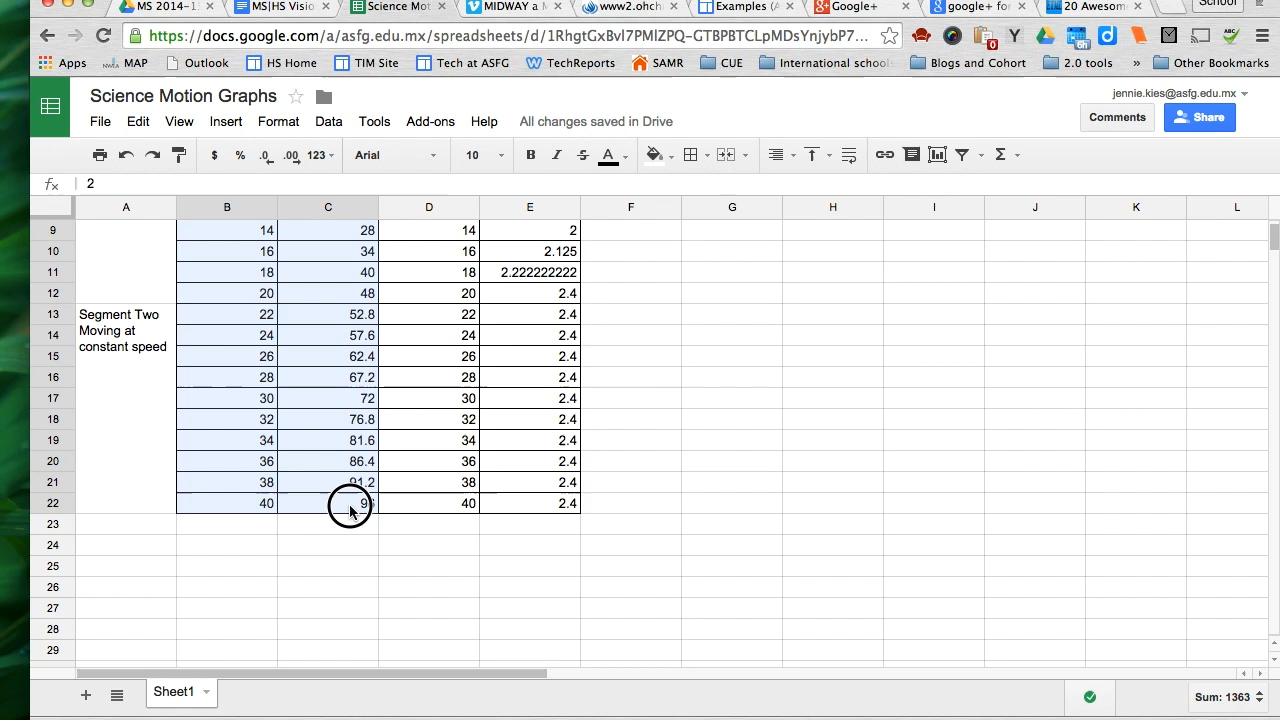 MS 2014-1
MS|HS Visio
Science Mot
MIDWAY a M
www2.ohch
Examples (A
Google+
google+ for
20 Awesom
School
https://docs.google.com/a/asfg.edu.mx/spreadsheets/d/1RhgtGxBvl7PMlZPQ-GTBPBTCLpMDsYnjybP7...
Apps MAP Outlook HS Home TIM SIS Tech at ASFG TechReports SAMR CUE International schools Blogs and Cohort 2.0 tools » Other Bookmarks
Science Motion Graphs
jennie.kies@asfg.edu.mx
File Edit View Insert Format Data Tools Add-ons Help All changes saved in Drive
Comments Share
$ % .0 .00 123 Arial 10 B I S A Σ
fx 2
A B C D E F G H I J K L
9 14 28 14 2
10 16 34 16 2.125
11 18 40 18 2.222222222
12 20 48 20 2.4
13 Segment Two 22 52.8 22 2.4
14 Moving at 24 57.6 24 2.4
15 constant speed 26 62.4 26 2.4
16 28 67.2 28 2.4
17 30 72 30 2.4
18 32 76.8 32 2.4
19 34 81.6 34 2.4
20 36 86.4 36 2.4
21 38 91.2 38 2.4
22 40 96 40 2.4
23
24
25
26
27
28
29
+ Sheet1 Sum: 1363